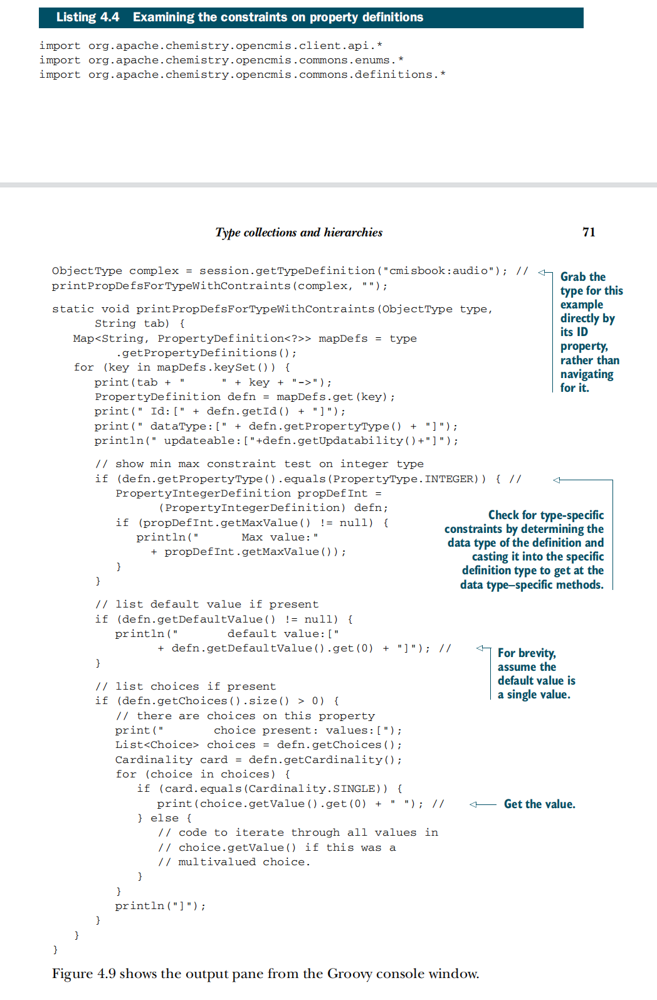 Listing 4.4 Examining the constraints on property definitions
import org.apache.chemistry.opencmis.client.api.*
import org.apache.chemistry.opencmis.commons.enums.*
import org.apache.chemistry.opencmis.commons.definitions.*
Type collections and hierarchies 71
ObjectType complex = session.getTypeDefinition("cmisbook:audio"); //
printPropDefsForTypeWithContraints(complex, "");
Grab the
type for this
example
directly by
its ID
property,
rather than
navigating
for it.
static void printPropDefsForTypeWithContraints(ObjectType type,
String tab) {
Map<String, PropertyDefinition<?>> mapDefs = type
.getPropertyDefinitions();
for (key in mapDefs.keySet()) {
print(tab + "     " + key + "->");
PropertyDefinition defn = mapDefs.get(key);
print(" Id:[" + defn.getId() + "]");
print(" dataType:[" + defn.getPropertyType() + "]");
println(" updateable:["+defn.getUpdatability()+"]");
// show min max constraint test on integer type
if (defn.getPropertyType().equals(PropertyType.INTEGER)) { //
PropertyIntegerDefinition propDefInt =
(PropertyIntegerDefinition) defn;
if (propDefInt.getMaxValue() != null) {
println("      Max value:"
+ propDefInt.getMaxValue());
}
}
Check for type-specific
constraints by determining the
data type of the definition and
casting it into the specific
definition type to get at the
data type–specific methods.
// list default value if present
if (defn.getDefaultValue() != null) {
println("       default value:["
+ defn.getDefaultValue().get(0) + "]"); //
}
For brevity,
assume the
default value is
a single value.
// list choices if present
if (defn.getChoices().size() > 0) {
// there are choices on this property
print("       choice present: values:[");
List<Choice> choices = defn.getChoices();
Cardinality card = defn.getCardinality();
for (choice in choices) {
if (card.equals(Cardinality.SINGLE)) {
print(choice.getValue().get(0) + " "); // Get the value.
} else {
// code to iterate through all values in
// choice.getValue() if this was a
// multivalued choice.
}
}
println("]");
}
}
}
Figure 4.9 shows the output pane from the Groovy console window.